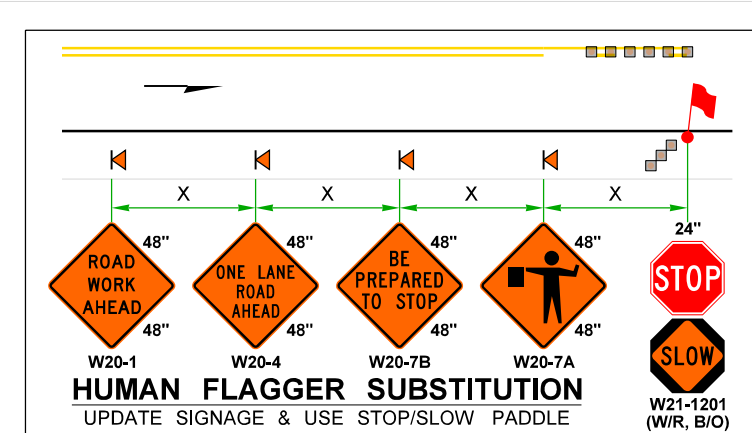 X X X X
24"
48" 48" 48" 48"
ROAD
WORK
AHEAD
ONE LANE
ROAD
AHEAD
BE
PREPARED
TO STOP
STOP
48" 48" 48" 48"
SLOW
W20-1 W20-4 W20-7B W20-7A
W21-1201
(W/R, B/O)
HUMAN FLAGGER SUBSTITUTION
UPDATE SIGNAGE & USE STOP/SLOW PADDLE